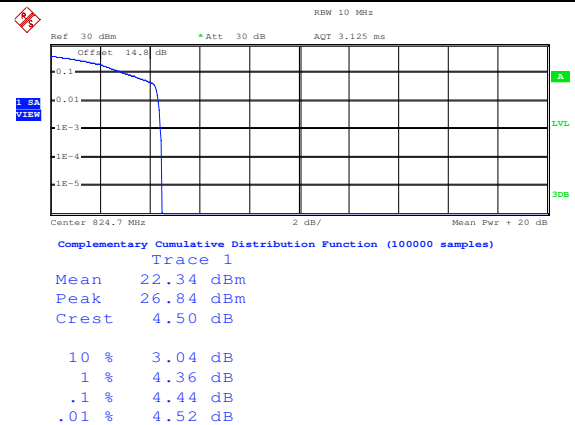 RBW 10 MHz
Ref 30 dBm *Att 30 dB AQT 3.125 ms
Offset 14.8 dB
0.1
A
0.01
1 SA
VIEW
1E-3
LVL
1E-4
1E-5
3DB
Center 824.7 MHz 2 dB/ Mean Pwr + 20 dB
Complementary Cumulative Distribution Function (100000 samples)
Trace 1
Mean 22.34 dBm
Peak 26.84 dBm
Crest 4.50 dB
10 % 3.04 dB
1 % 4.36 dB
.1 % 4.44 dB
.01 % 4.52 dB